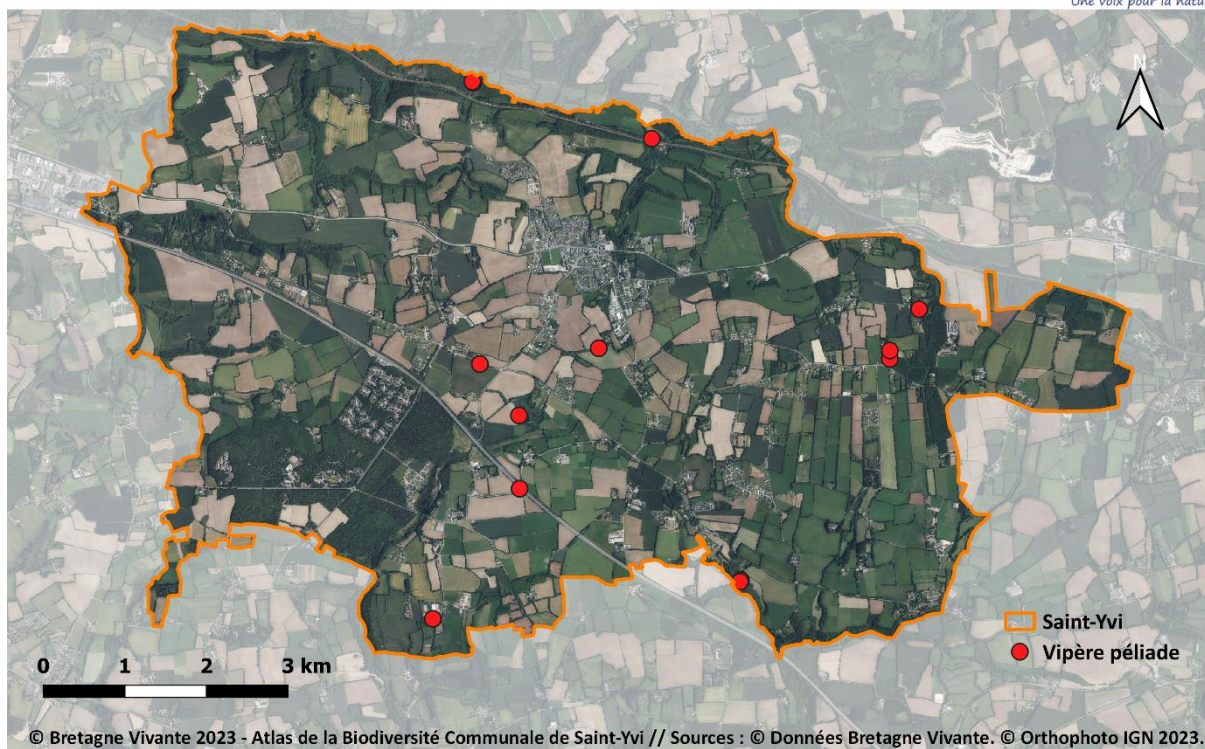 Une voix pour la natu
N
Saint-Yvi
Vipère péliade
0 1 2 3 km
© Bretagne Vivante 2023 - Atlas de la Biodiversité Communale de Saint-Yvi // Sources : © Données Bretagne Vivante. © Orthophoto IGN 2023.